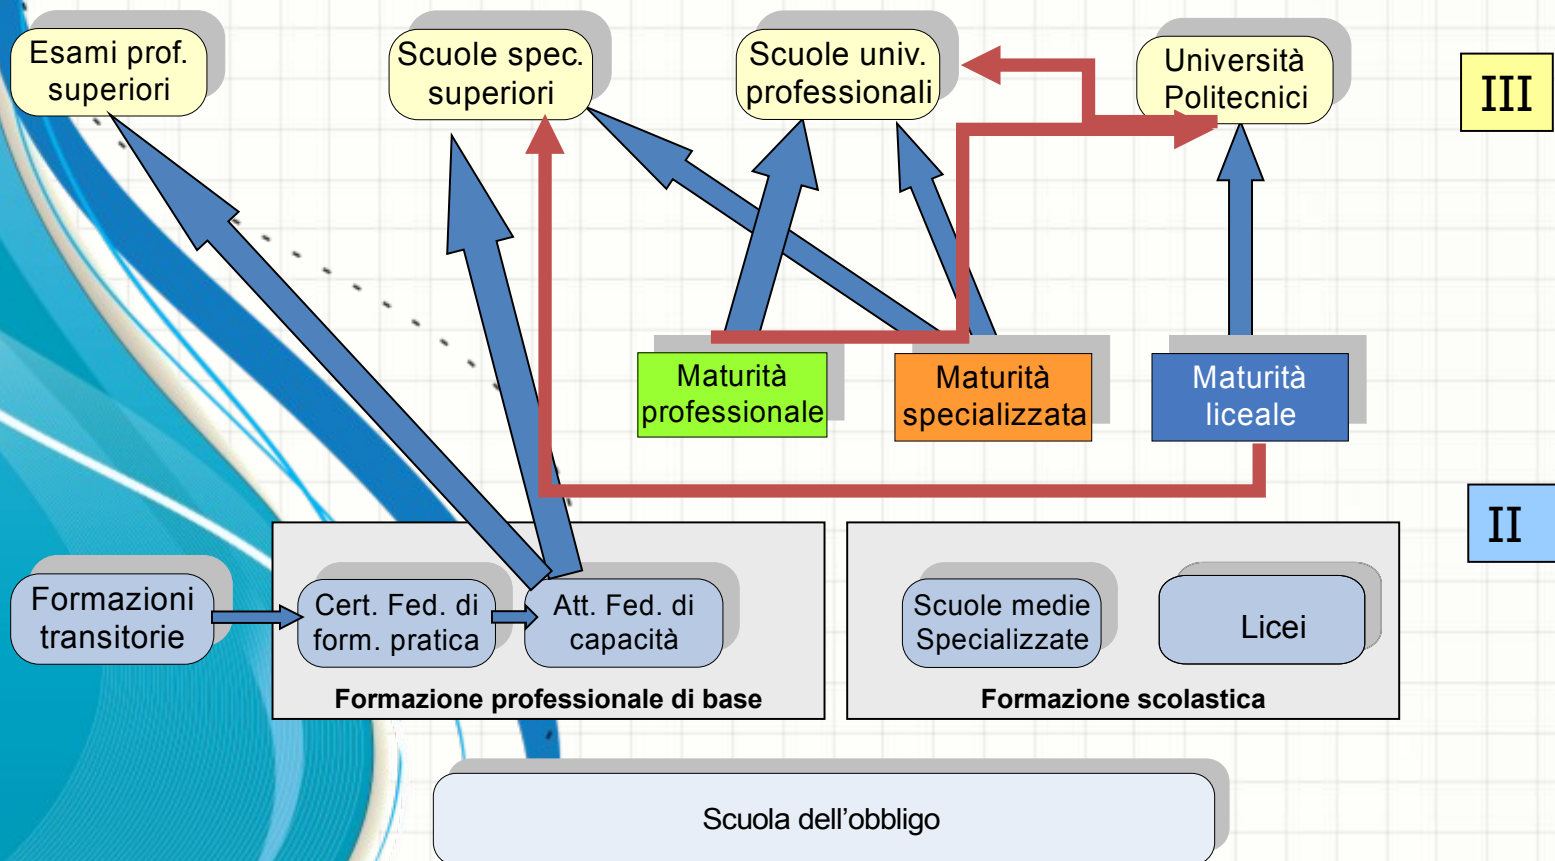 Esami prof.
superiori
Scuole spec.
superiori
Scuole univ.
professionali
Università
Politecnici
III
Maturità
professionale
Maturità
specializzata
Maturità
liceale
II
Formazioni
transitorie
Cert. Fed. di
form. pratica
Att. Fed. di
capacità
Formazione professionale di base
Scuole medie
Specializzate
Licei
Formazione scolastica
Scuola dell’obbligo